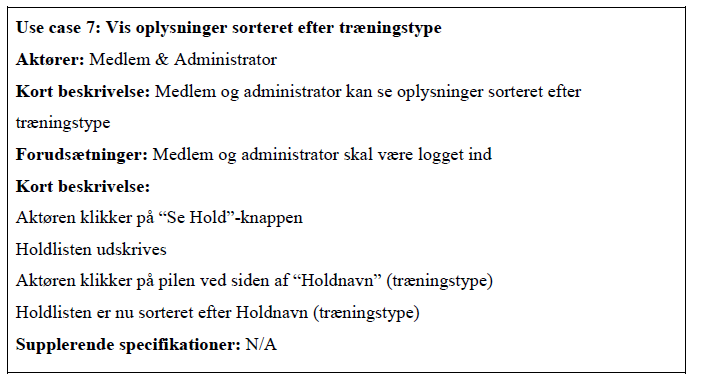 Use case 7: Vis oplysninger sorteret efter træningstype
Aktører: Medlem & Administrator
Kort beskrivelse: Medlem og administrator kan se oplysninger sorteret efter
træningstype
Forudsætninger: Medlem og administrator skal være logget ind
Kort beskrivelse:
Aktøren klikker på “Se Hold”-knappen
Holdlisten udskrives
Aktøren klikker på pilen ved siden af “Holdnavn” (træningstype)
Holdlisten er nu sorteret efter Holdnavn (træningstype)
Supplerende specifikationer: N/A